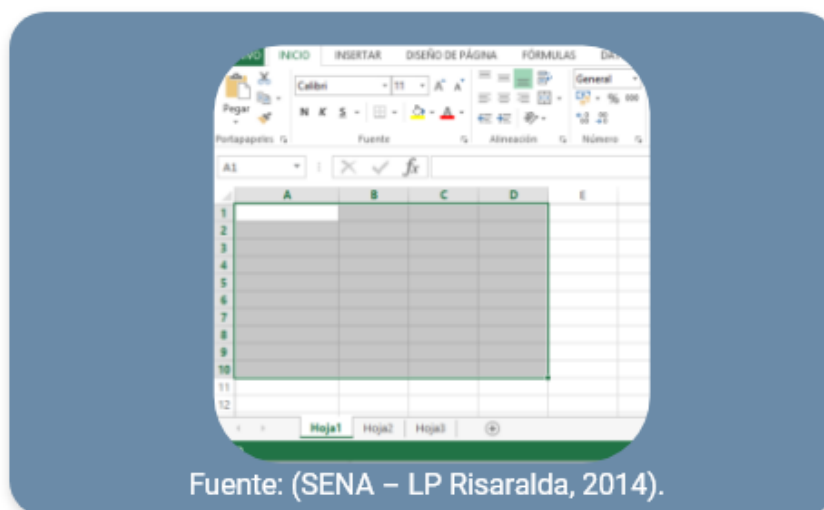 INICIO INSERTAR DISEÑO DE PÁGINA FÓRMULAS
Calibri 11 General
Pegar N K S % 000
Portapapeles Fuente Alineación Número
A1 fx
A B C D E
1
2
3
4
5
6
7
8
9
10
11
12
Hoja1 Hoja2 Hoja3
Fuente: (SENA – LP Risaralda, 2014).